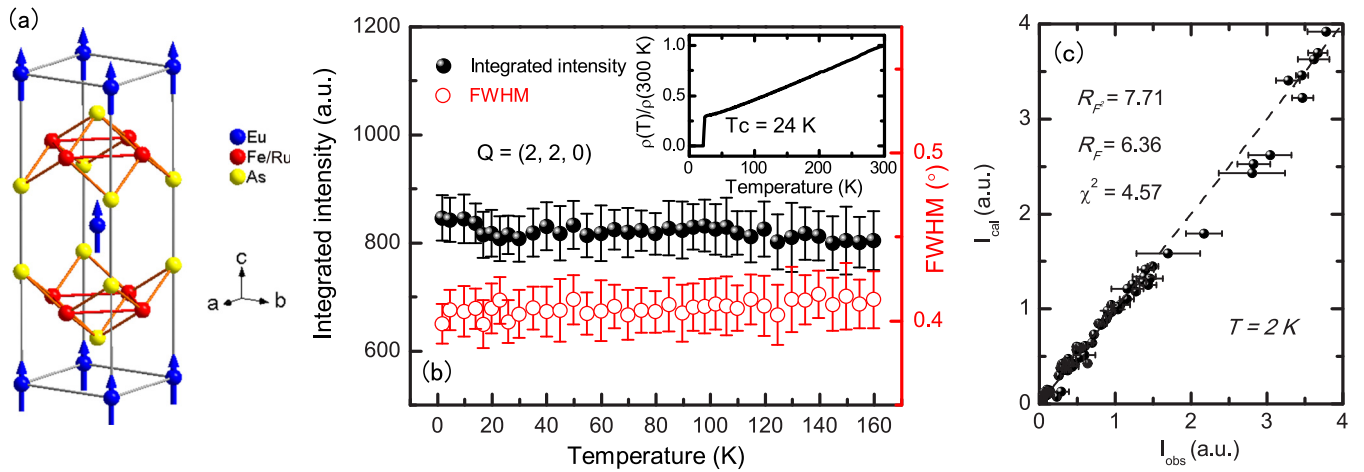 (a)
Eu
Fe/Ru
As
c
a
b
1200
1000
800
600
Integrated intensity (a.u.)
Integrated intensity
FWHM
Q = (2, 2, 0)
1.0
0.5
0.0
ρ(T)/ρ(300 K)
Tc = 24 K
0 100 200 300
Temperature (K)
0.5
0.4
FWHM (°)
(b)
0 20 40 60 80 100 120 140 160
Temperature (K)
(c)
4
3
2
1
0
I_cal (a.u.)
R_F² = 7.71
R_F = 6.36
χ² = 4.57
T = 2 K
0 1 2 3 4
I_obs (a.u.)